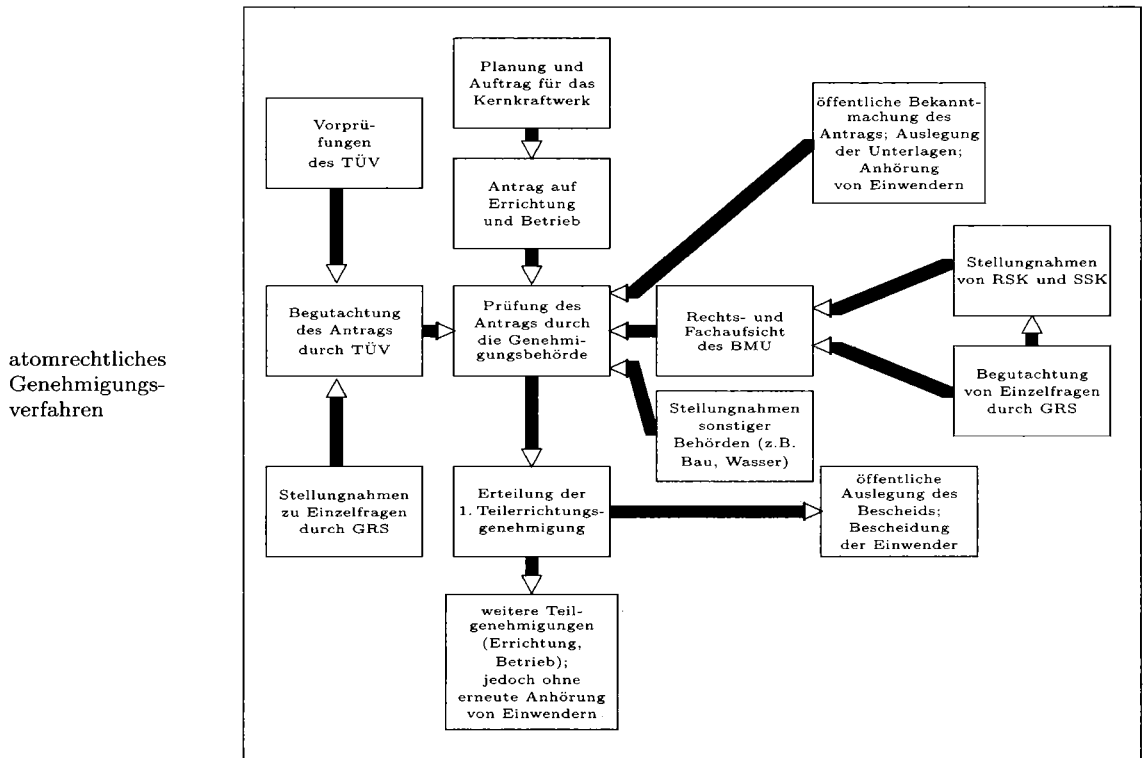 Planung und
Auftrag für das
Kernkraftwerk
öffentliche Bekannt-
machung des
Antrags; Auslegung
der Unterlagen;
Anhörung
von Einwendern
Vorprü-
fungen
des TÜV
Antrag auf
Errichtung
und Betrieb
Stellungnahmen
von RSK und SSK
Begutachtung
des Antrags
durch TÜV
Prüfung des
Antrags durch
die Genehmi-
gungsbehörde
Rechts- und
Fachaufsicht
des BMU
atomrechtliches
Genehmigungs-
verfahren
Begutachtung
von Einzelfragen
durch GRS
Stellungnahmen
sonstiger
Behörden (z.B.
Bau, Wasser)
Stellungnahmen
zu Einzelfragen
durch GRS
Erteilung der
1. Teilerrichtungs-
genehmigung
öffentliche
Auslegung des
Bescheids;
Bescheidung
der Einwender
weitere Teil-
genehmigungen
(Errichtung,
Betrieb);
jedoch ohne
erneute Anhörung
von Einwendern